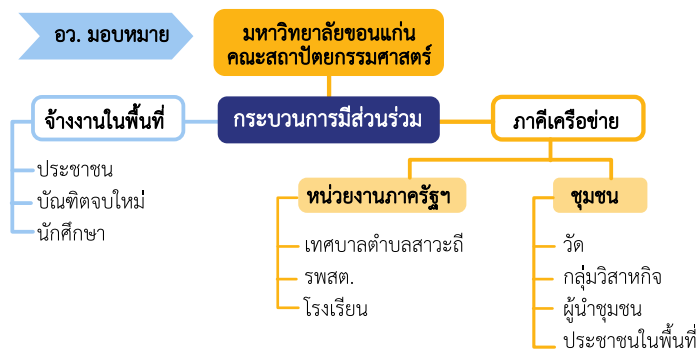 อว. มอบหมาย
มหาวิทยาลัยขอนแก่น
คณะสถาปัตยกรรมศาสตร์
จ้างงานในพื้นที่
กระบวนการมีส่วนร่วม
ภาคีเครือข่าย
ประชาชน
บัณฑิตจบใหม่
นักศึกษา
หน่วยงานภาครัฐฯ
เทศบาลตำบลสาวะถี
รพสต.
โรงเรียน
ชุมชน
วัด
กลุ่มวิสาหกิจ
ผู้นำชุมชน
ประชาชนในพื้นที่